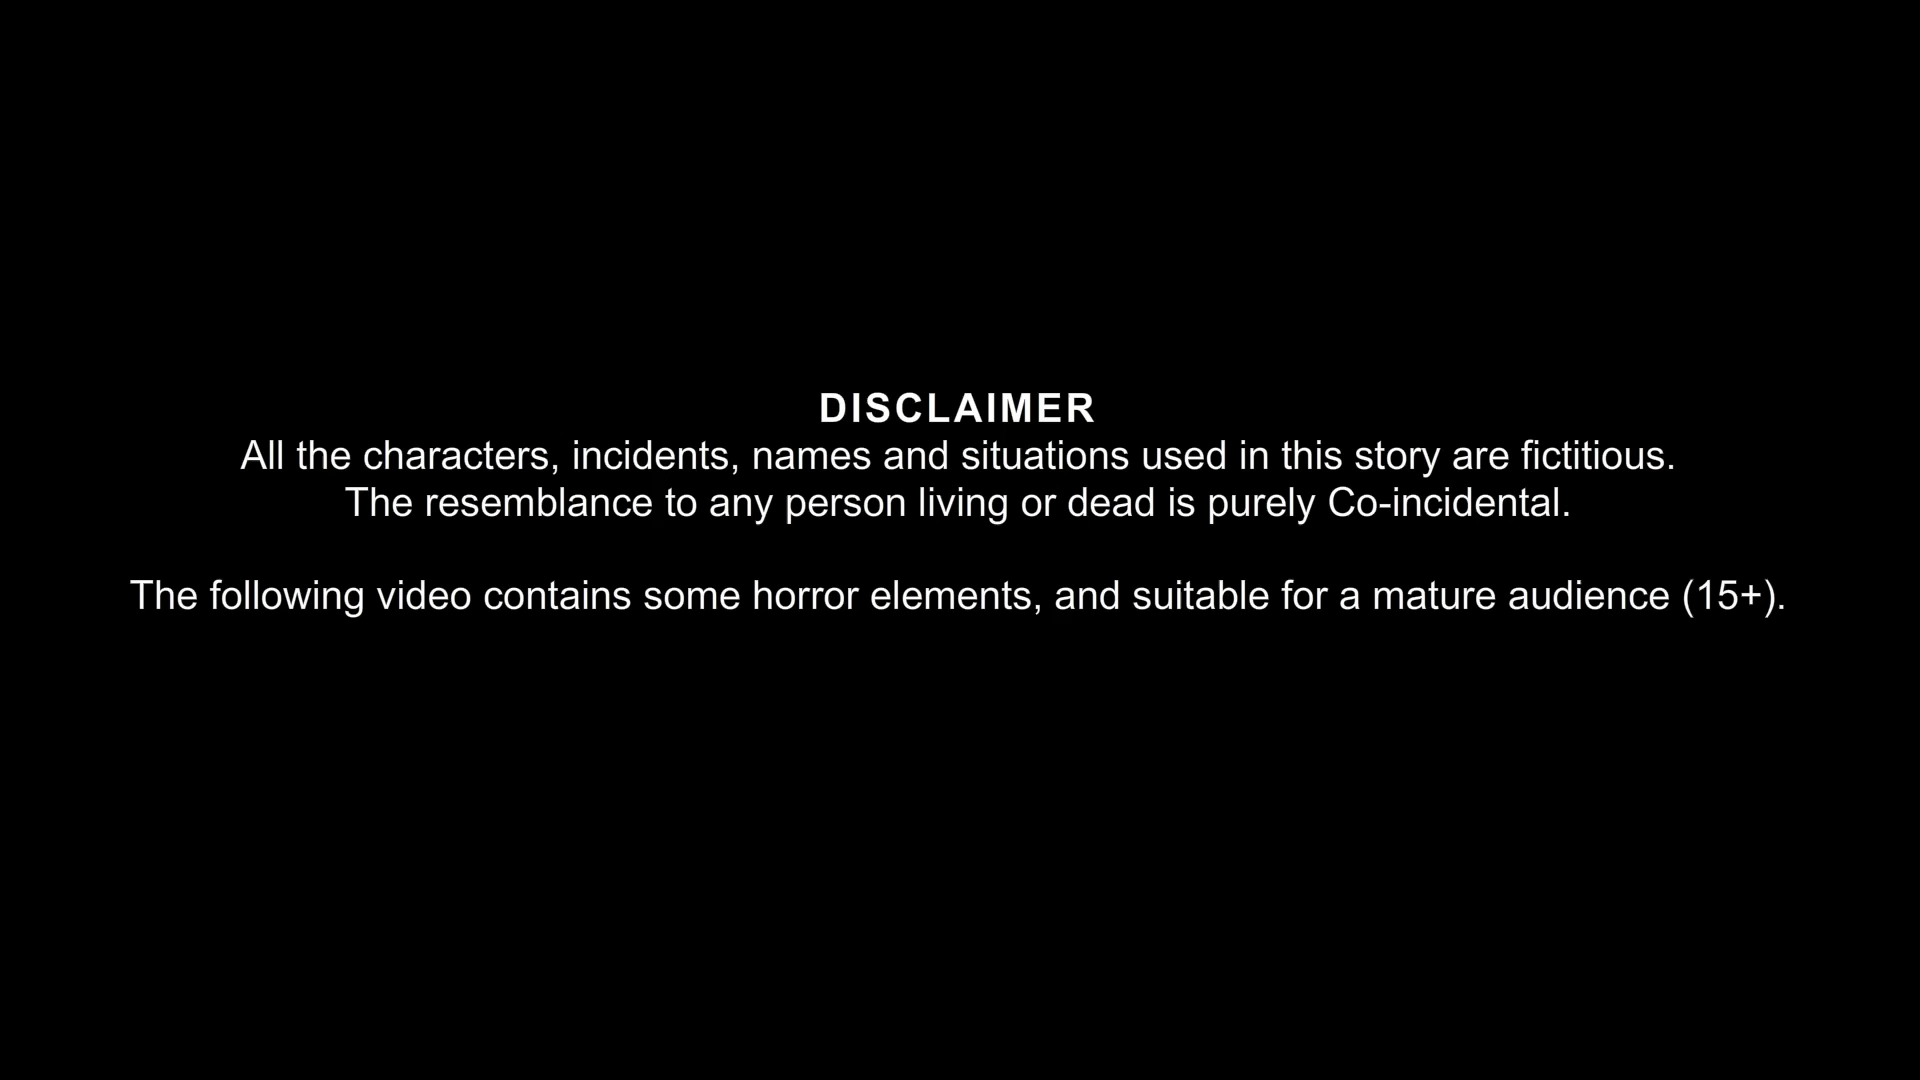 DISCLAIMER
All the characters, incidents, names and situations used in this story are fictitious.
The resemblance to any person living or dead is purely Co-incidental.
The following video contains some horror elements, and suitable for a mature audience (15+).